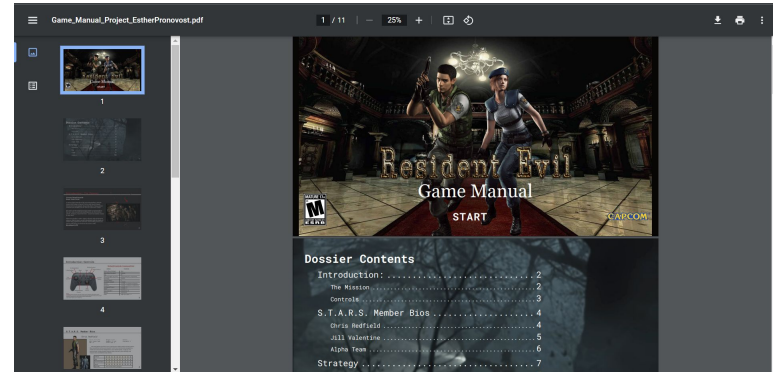 Game_Manual_Project_EstherPronovost.pdf
1 / 11
25%
1
2
3
4
Resident Evil
Game Manual
START
MATURE 17+
M
ESRB
CAPCOM
Dossier Contents
Introduction: 2
The Mission 2
Controls 3
S.T.A.R.S. Member Bios 4
Chris Redfield 4
Jill Valentine 5
Alpha Team 6
Strategy 7